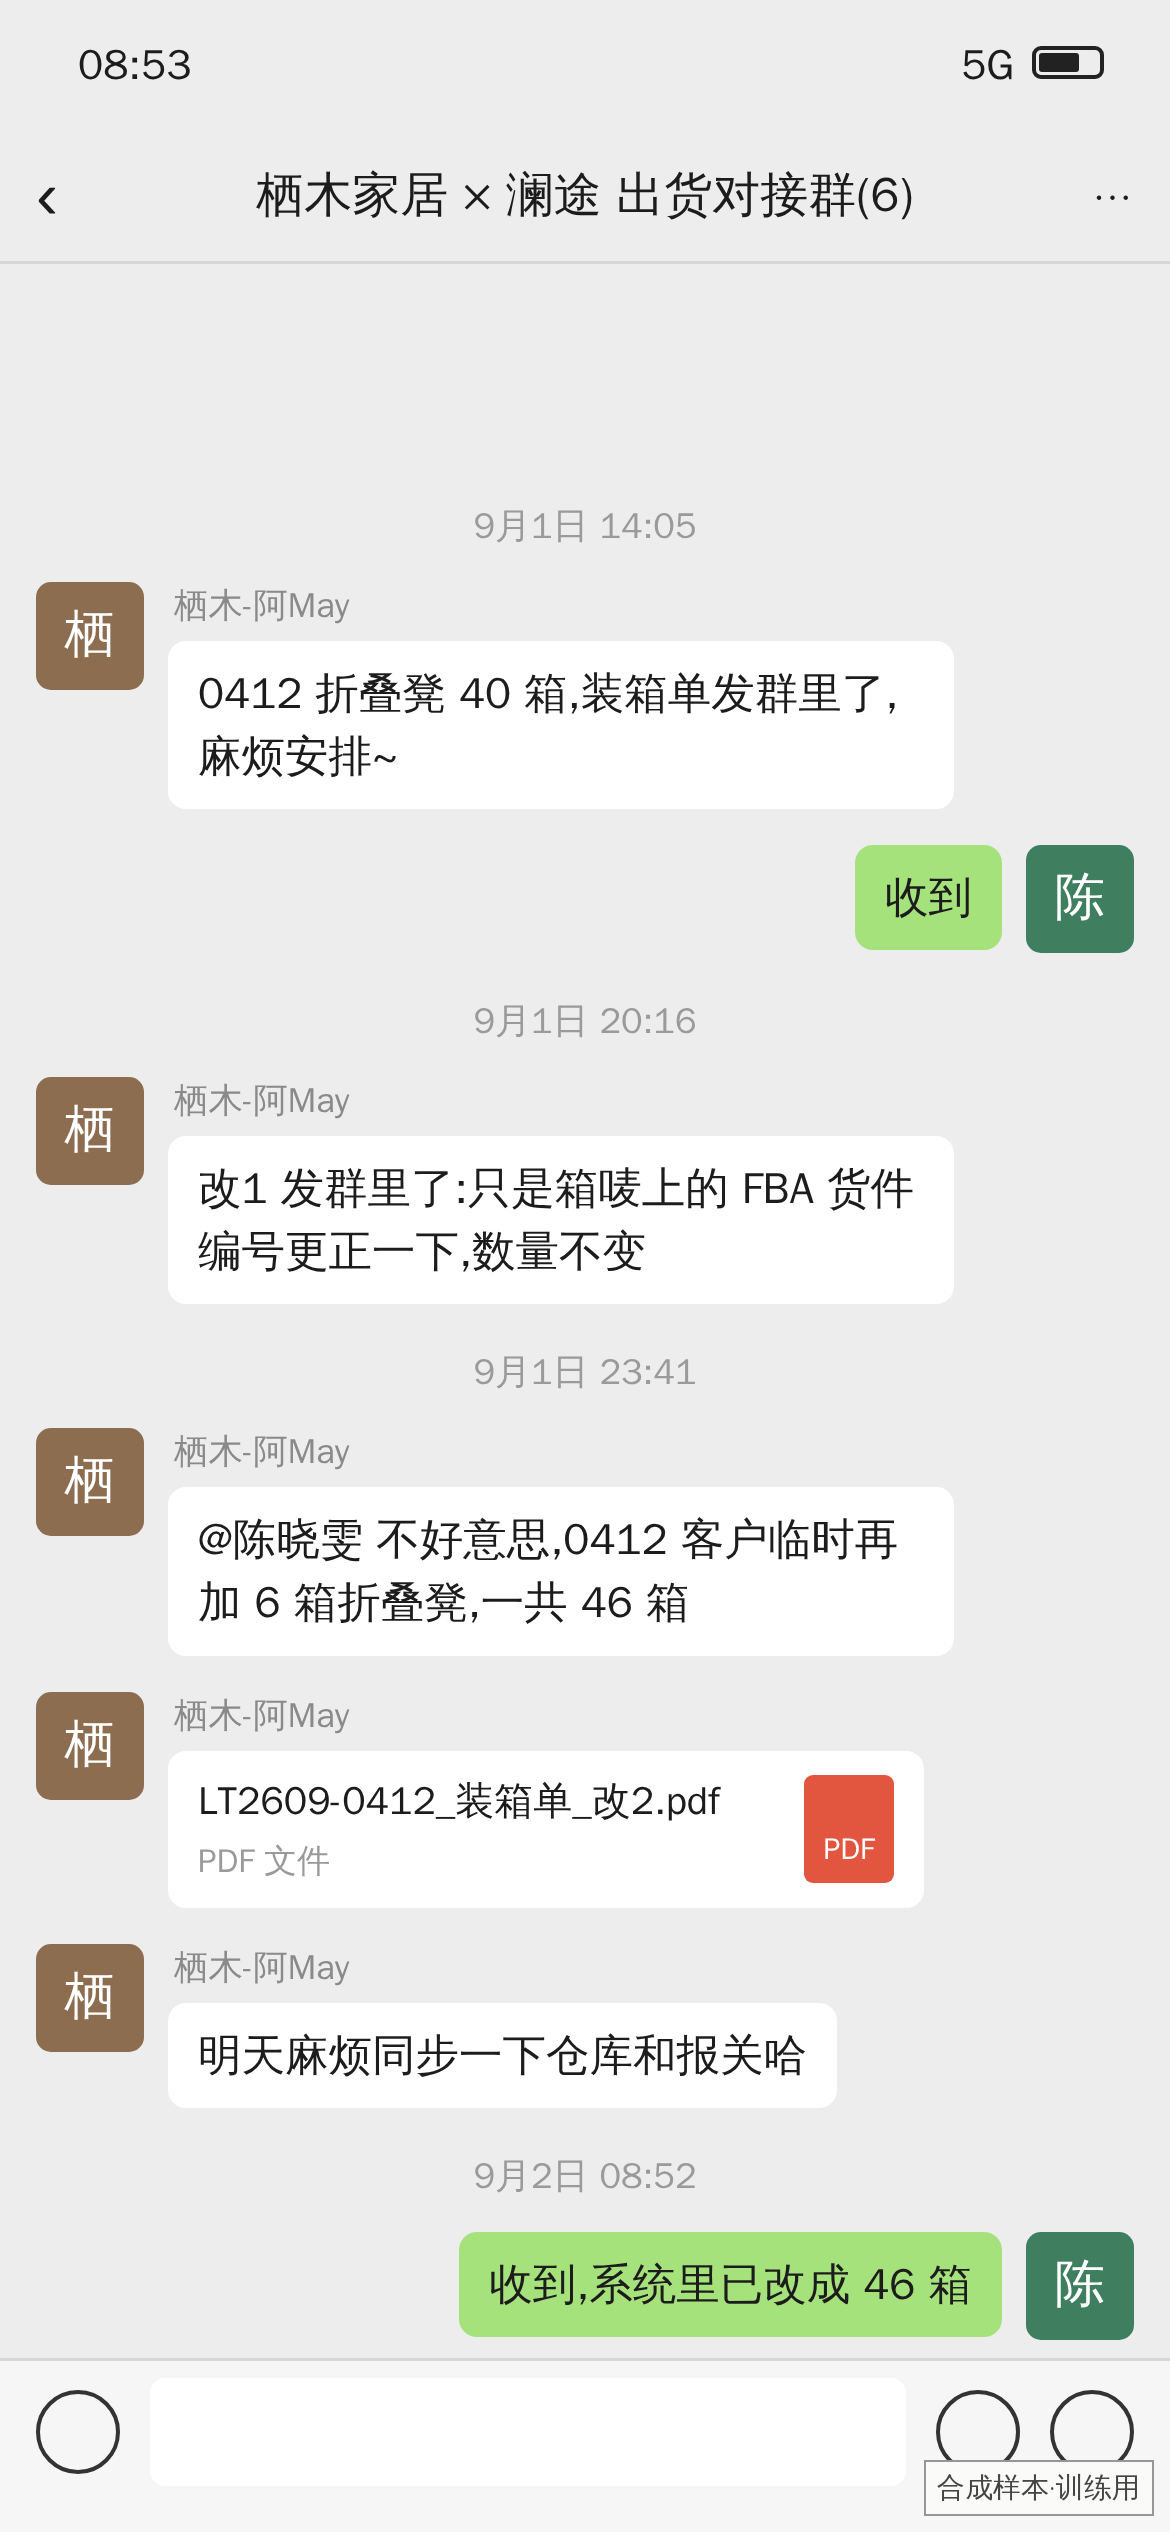 08:53
5G
‹
栖木家居 × 澜途 出货对接群(6)
···
9月1日 14:05
栖
栖木-阿May
0412 折叠凳 40 箱,装箱单发群里了,
麻烦安排~
收到
陈
9月1日 20:16
栖
栖木-阿May
改1 发群里了:只是箱唛上的 FBA 货件
编号更正一下,数量不变
9月1日 23:41
栖
栖木-阿May
@陈晓雯 不好意思,0412 客户临时再
加 6 箱折叠凳,一共 46 箱
栖
栖木-阿May
LT2609-0412_装箱单_改2.pdf
PDF 文件
PDF
栖
栖木-阿May
明天麻烦同步一下仓库和报关哈
9月2日 08:52
收到,系统里已改成 46 箱
陈
合成样本·训练用